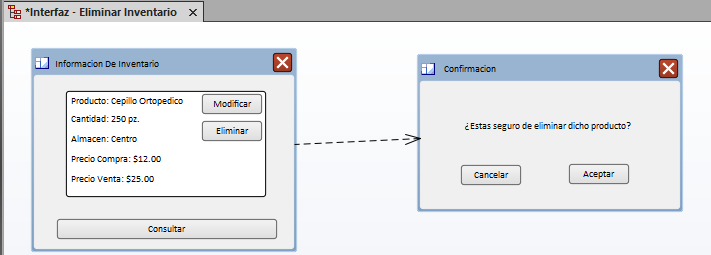 *Interfaz - Eliminar Inventario
Informacion De Inventario
Producto: Cepillo Ortopedico
Modificar
Cantidad: 250 pz.
Eliminar
Almacen: Centro
Precio Compra: $12.00
Precio Venta: $25.00
Consultar
Confirmacion
¿Estas seguro de eliminar dicho producto?
Cancelar
Aceptar